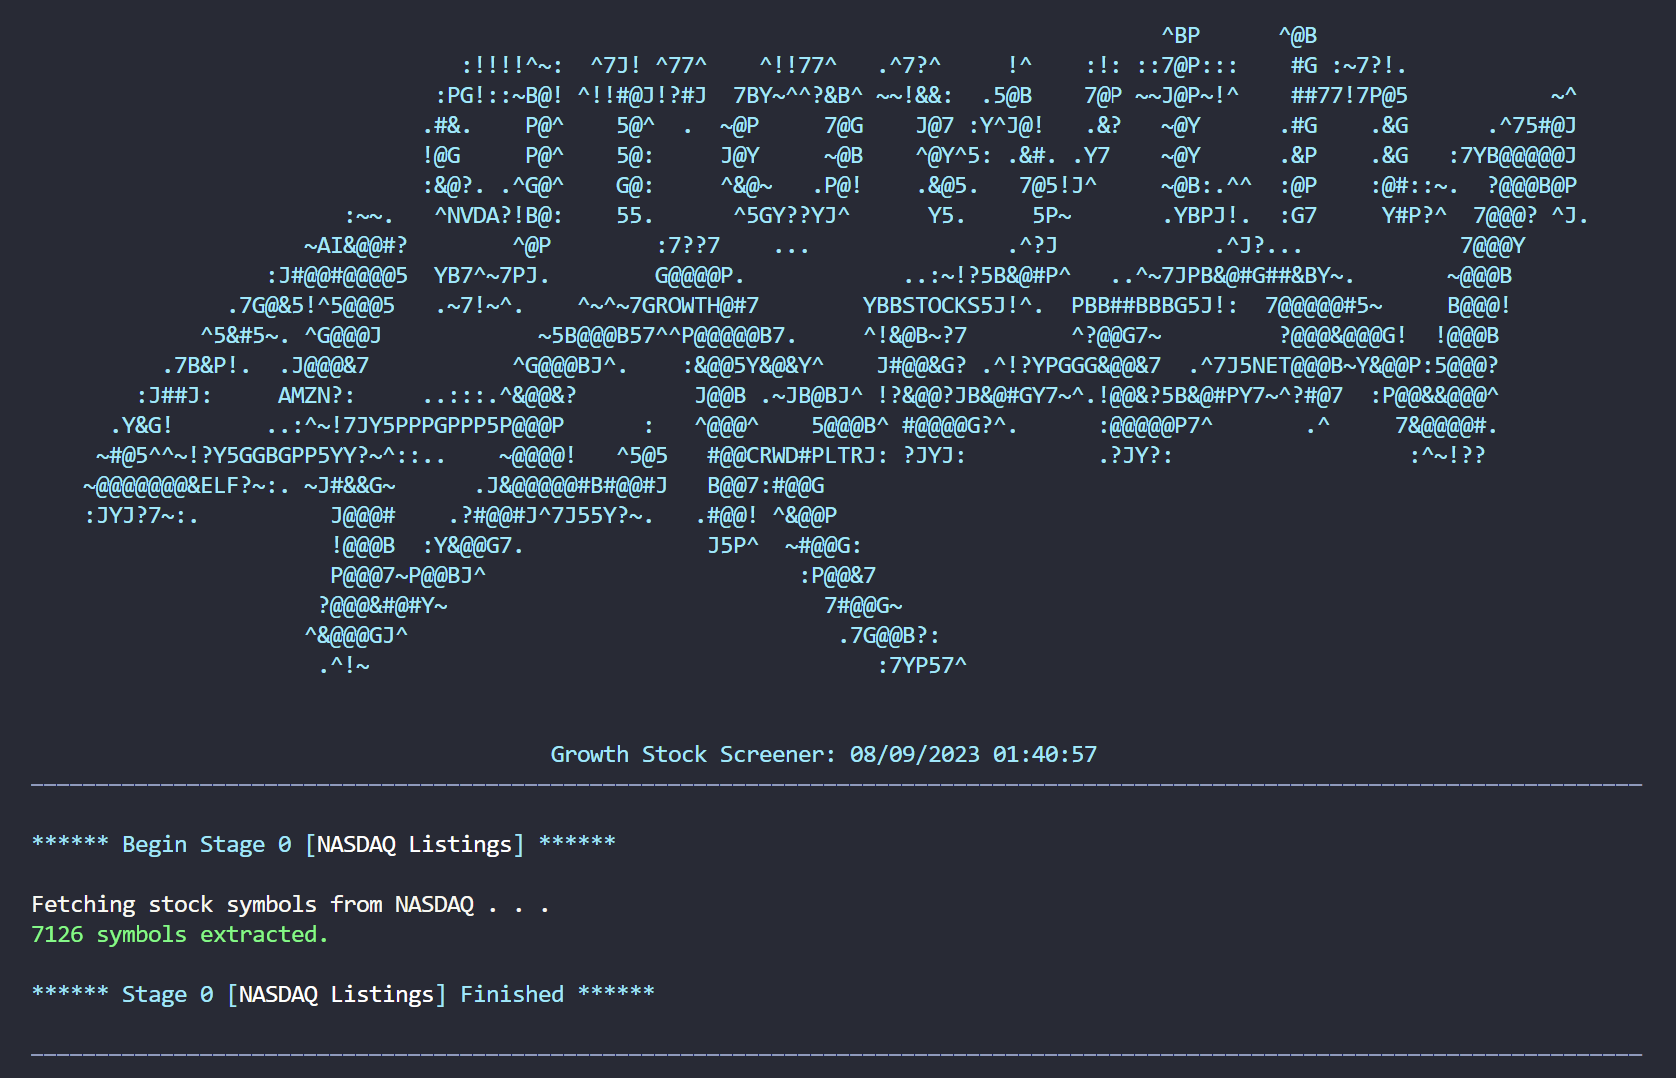 ^BP      ^@B
:!!!!^~:  ^7J! ^77^    ^!!77^   .^7?^     !^    :!: ::7@P:::    #G :~7?!.
:PG!::~B@! ^!!#@J!?#J  7BY~^^?&B^ ~~!&&:  .5@B    7@P ~~J@P~!^    ##77!7P@5           ~^
.#&.    P@^    5@^  .  ~@P     7@G    J@7 :Y^J@!   .&?   ~@Y      .#G    .&G      .^75#@J
!@G     P@^    5@:     J@Y     ~@B    ^@Y^5: .&#. .Y7    ~@Y      .&P    .&G   :7YB@@@@@J
:&@?. .^G@^    G@:     ^&@~   .P@!    .&@5.   7@5!J^     ~@B:.^^  :@P    :@#::~.  ?@@@B@P
:~~.   ^NVDA?!B@:    55.      ^5GY??YJ^      Y5.     5P~       .YBPJ!.  :G7     Y#P?^  7@@@? ^J.
~AI&@@#?        ^@P        :7??7    ...               .^?J            .^J?...            7@@@Y
:J#@@#@@@@5  YB7^~7PJ.        G@@@@P.            ..:~!?5B&@#P^   ..^~7JPB&@#G##&BY~.       ~@@@B
.7G@&5!^5@@@5   .~7!~^.    ^~^~7GROWTH@#7        YBBSTOCKS5J!^.  PBB##BBBG5J!:  7@@@@@#5~     B@@@!
^5&#5~. ^G@@@J            ~5B@@@B57^^P@@@@@B7.     ^!&@B~?7        ^?@@G7~         ?@@@&@@@G!  !@@@B
.7B&P!.  .J@@@&7           ^G@@@BJ^.    :&@@5Y&@&Y^    J#@@&G? .^!?YPGGG&@@&7  .^7J5NET@@@B~Y&@@P:5@@@?
:J##J:     AMZN?:     ..:::.^&@@&?         J@@B .~JB@BJ^ !?&@@?JB&@#GY7~^.!@@&?5B&@#PY7~^?#@7  :P@@&&@@@^
.Y&G!       ..:^~!7JY5PPPGPPP5P@@@P      :   ^@@@^    5@@@B^ #@@@@G?^.      :@@@@@P7^       .^     7&@@@@#.
~#@5^^~!?Y5GGBGPP5YY?~^::..    ~@@@@!   ^5@5   #@@CRWD#PLTRJ: ?JYJ:          .?JY?:                  :^~!??
~@@@@@@@&ELF?~:. ~J#&&G~      .J&@@@@@#B#@@#J   B@@7:#@@G
:JYJ?7~:.          J@@@#    .?#@@#J^7J55Y?~.   .#@@! ^&@@P
!@@@B  :Y&@@G7.              J5P^  ~#@@G:
P@@@7~P@@BJ^                        :P@@&7
?@@@&#@#Y~                             7#@@G~
^&@@@GJ^                                 .7G@@B?:
.^!~                                       :7YP57^
Growth Stock Screener: 08/09/2023 01:40:57
****** Begin Stage 0 [NASDAQ Listings] ******
Fetching stock symbols from NASDAQ . . .
7126 symbols extracted.
****** Stage 0 [NASDAQ Listings] Finished ******